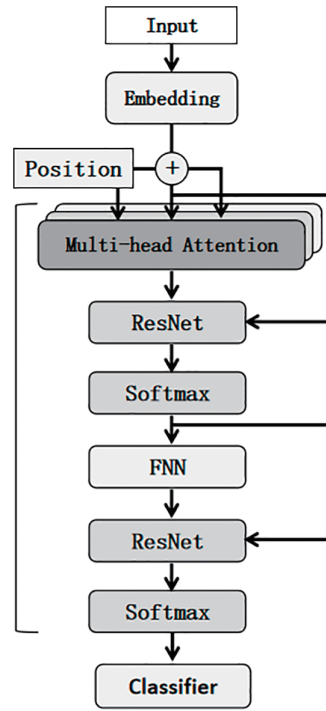 Input
Embedding
Position
+
Multi-head Attention
ResNet
Softmax
FNN
ResNet
Softmax
Classifier